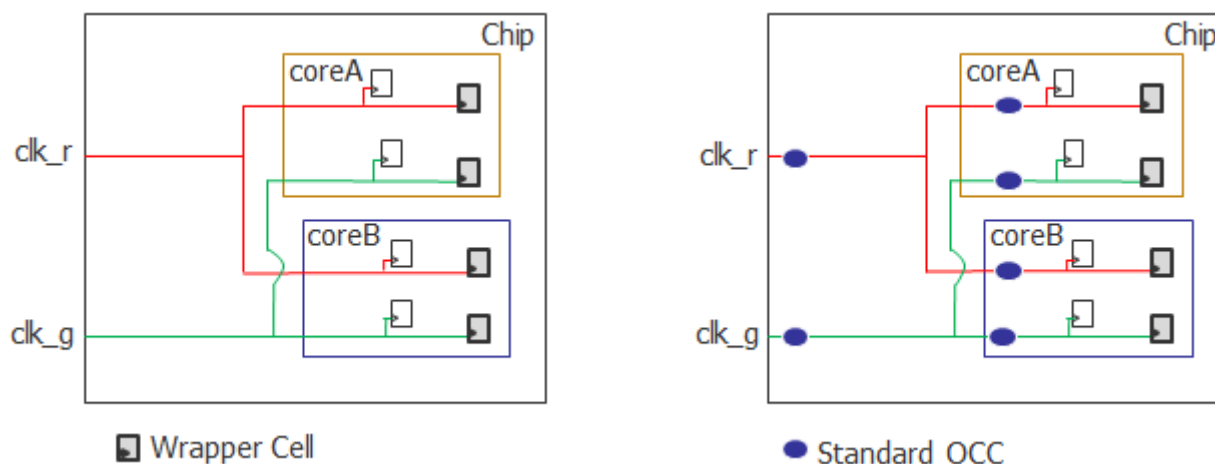 Chip
coreA
clk_r
coreB
clk_g
Wrapper Cell
Chip
coreA
clk_r
coreB
clk_g
Standard OCC